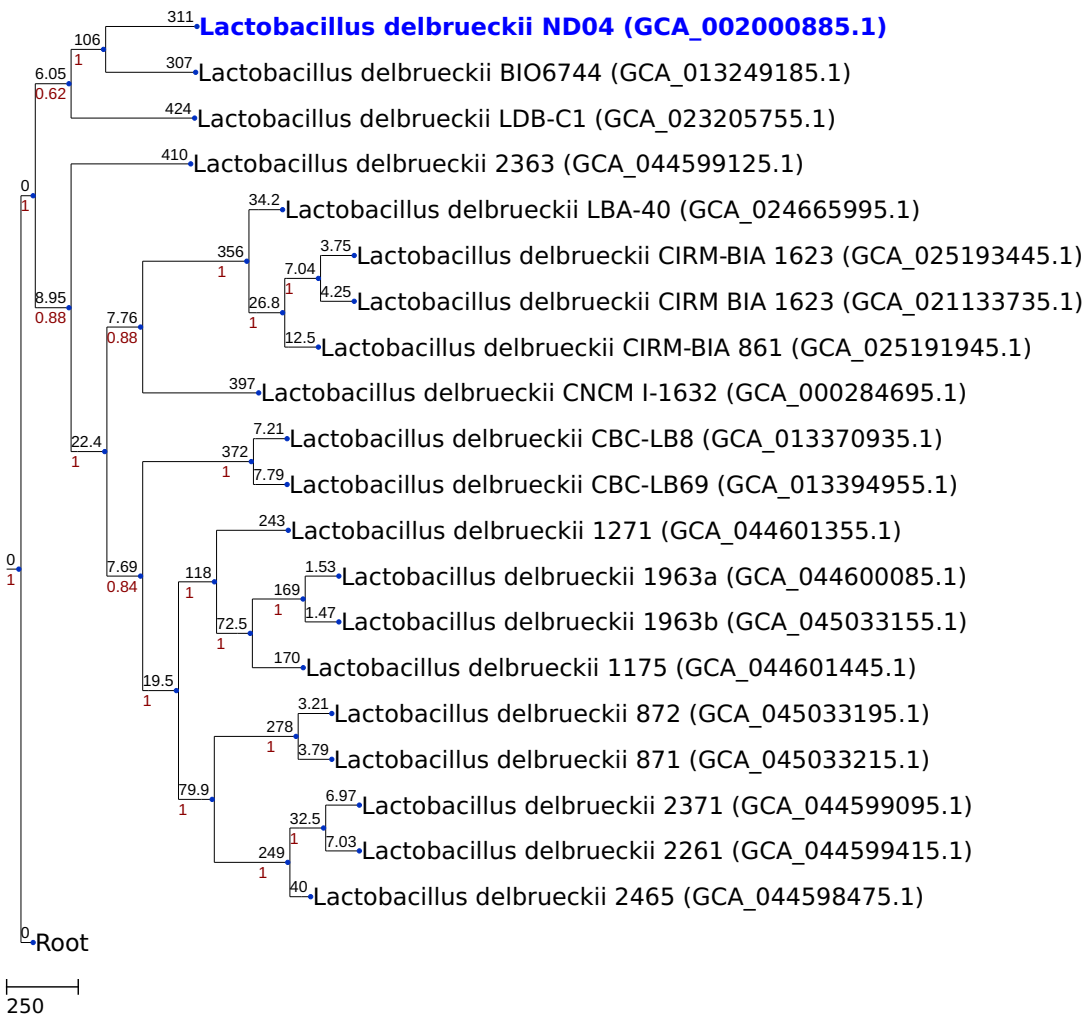 311
Lactobacillus delbrueckii ND04 (GCA_002000885.1)
106
1
307
Lactobacillus delbrueckii BIO6744 (GCA_013249185.1)
6.05
0.62
424
Lactobacillus delbrueckii LDB-C1 (GCA_023205755.1)
410
Lactobacillus delbrueckii 2363 (GCA_044599125.1)
0
1
34.2
Lactobacillus delbrueckii LBA-40 (GCA_024665995.1)
356
1
3.75
Lactobacillus delbrueckii CIRM-BIA 1623 (GCA_025193445.1)
7.04
1
4.25
Lactobacillus delbrueckii CIRM BIA 1623 (GCA_021133735.1)
26.8
1
8.95
0.88
7.76
0.88
12.5
Lactobacillus delbrueckii CIRM-BIA 861 (GCA_025191945.1)
397
Lactobacillus delbrueckii CNCM I-1632 (GCA_000284695.1)
22.4
1
7.21
Lactobacillus delbrueckii CBC-LB8 (GCA_013370935.1)
372
1
7.79
Lactobacillus delbrueckii CBC-LB69 (GCA_013394955.1)
243
Lactobacillus delbrueckii 1271 (GCA_044601355.1)
0
1
7.69
0.84
118
1
1.53
Lactobacillus delbrueckii 1963a (GCA_044600085.1)
169
1
1.47
Lactobacillus delbrueckii 1963b (GCA_045033155.1)
72.5
1
170
Lactobacillus delbrueckii 1175 (GCA_044601445.1)
19.5
1
3.21
Lactobacillus delbrueckii 872 (GCA_045033195.1)
278
1
3.79
Lactobacillus delbrueckii 871 (GCA_045033215.1)
79.9
1
6.97
Lactobacillus delbrueckii 2371 (GCA_044599095.1)
32.5
1
7.03
Lactobacillus delbrueckii 2261 (GCA_044599415.1)
249
1
40
Lactobacillus delbrueckii 2465 (GCA_044598475.1)
0
Root
250